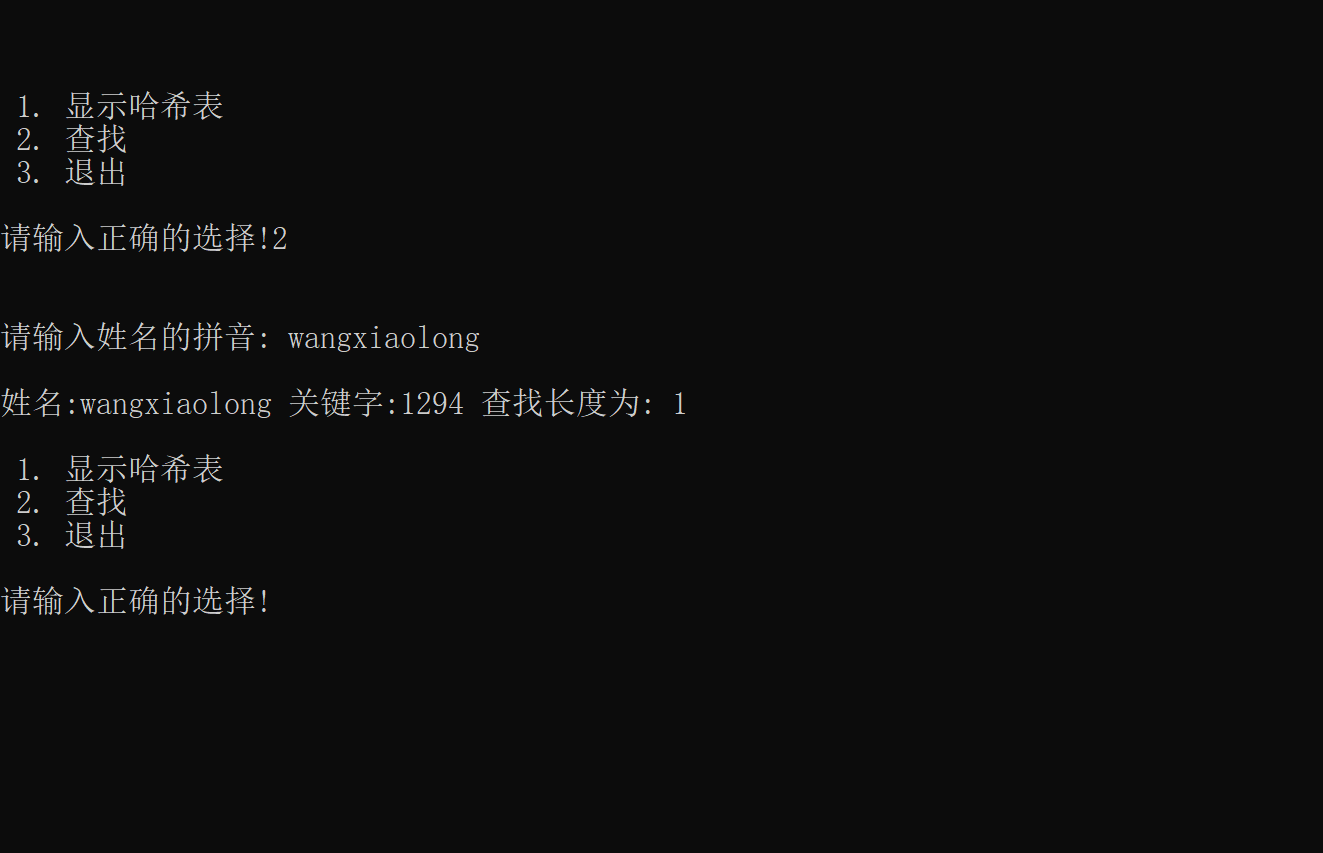 1. 显示哈希表
2. 查找
3. 退出
请输入正确的选择!2
请输入姓名的拼音: wangxiaolong
姓名:wangxiaolong 关键字:1294 查找长度为: 1
1. 显示哈希表
2. 查找
3. 退出
请输入正确的选择!